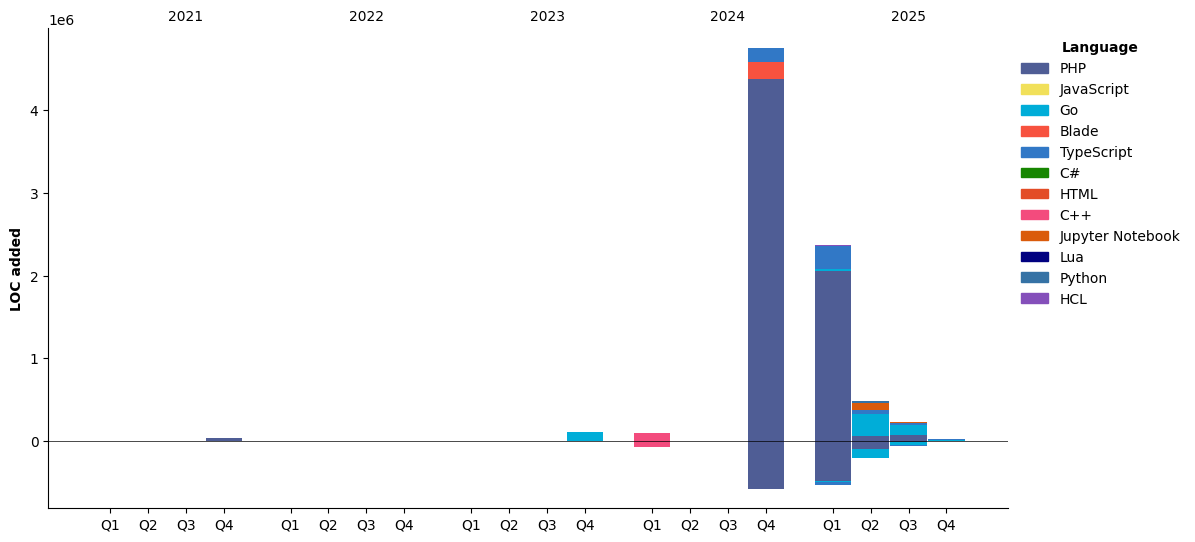 2021 2022 2023 2024 2025
1e6
Language
PHP
JavaScript
Go
Blade
TypeScript
C#
HTML
C++
Jupyter Notebook
Lua
Python
HCL
LOC added
4
3
2
1
0
Q1 Q2 Q3 Q4 Q1 Q2 Q3 Q4 Q1 Q2 Q3 Q4 Q1 Q2 Q3 Q4 Q1 Q2 Q3 Q4